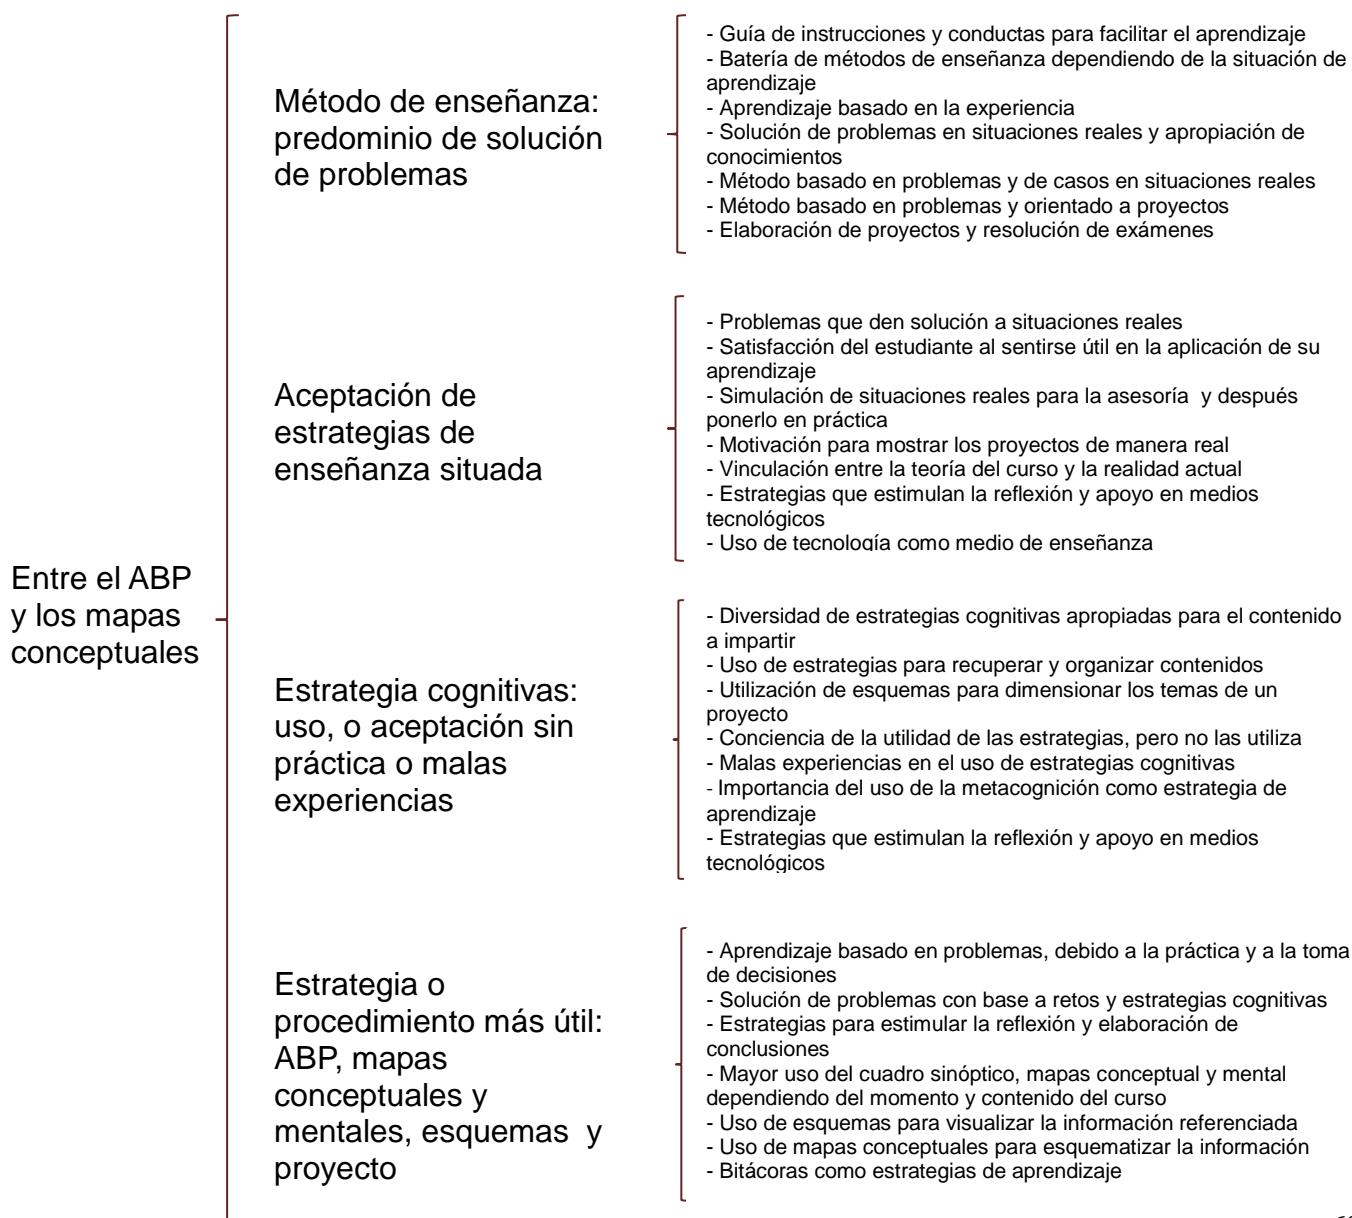 Entre el ABP
y los mapas
conceptuales
Método de enseñanza:
predominio de solución
de problemas
- Guía de instrucciones y conductas para facilitar el aprendizaje
- Batería de métodos de enseñanza dependiendo de la situación de
aprendizaje
- Aprendizaje basado en la experiencia
- Solución de problemas en situaciones reales y apropiación de
conocimientos
- Método basado en problemas y de casos en situaciones reales
- Método basado en problemas y orientado a proyectos
- Elaboración de proyectos y resolución de exámenes
Aceptación de
estrategias de
enseñanza situada
- Problemas que den solución a situaciones reales
- Satisfacción del estudiante al sentirse útil en la aplicación de su
aprendizaje
- Simulación de situaciones reales para la asesoría  y después
ponerlo en práctica
- Motivación para mostrar los proyectos de manera real
- Vinculación entre la teoría del curso y la realidad actual
- Estrategias que estimulan la reflexión y apoyo en medios
tecnológicos
- Uso de tecnología como medio de enseñanza
Estrategia cognitivas:
uso, o aceptación sin
práctica o malas
experiencias
- Diversidad de estrategias cognitivas apropiadas para el contenido
a impartir
- Uso de estrategias para recuperar y organizar contenidos
- Utilización de esquemas para dimensionar los temas de un
proyecto
- Conciencia de la utilidad de las estrategias, pero no las utiliza
- Malas experiencias en el uso de estrategias cognitivas
- Importancia del uso de la metacognición como estrategia de
aprendizaje
- Estrategias que estimulan la reflexión y apoyo en medios
tecnológicos
Estrategia o
procedimiento más útil:
ABP, mapas
conceptuales y
mentales, esquemas  y
proyecto
- Aprendizaje basado en problemas, debido a la práctica y a la toma
de decisiones
- Solución de problemas con base a retos y estrategias cognitivas
- Estrategias para estimular la reflexión y elaboración de
conclusiones
- Mayor uso del cuadro sinóptico, mapas conceptual y mental
dependiendo del momento y contenido del curso
- Uso de esquemas para visualizar la información referenciada
- Uso de mapas conceptuales para esquematizar la información
- Bitácoras como estrategias de aprendizaje